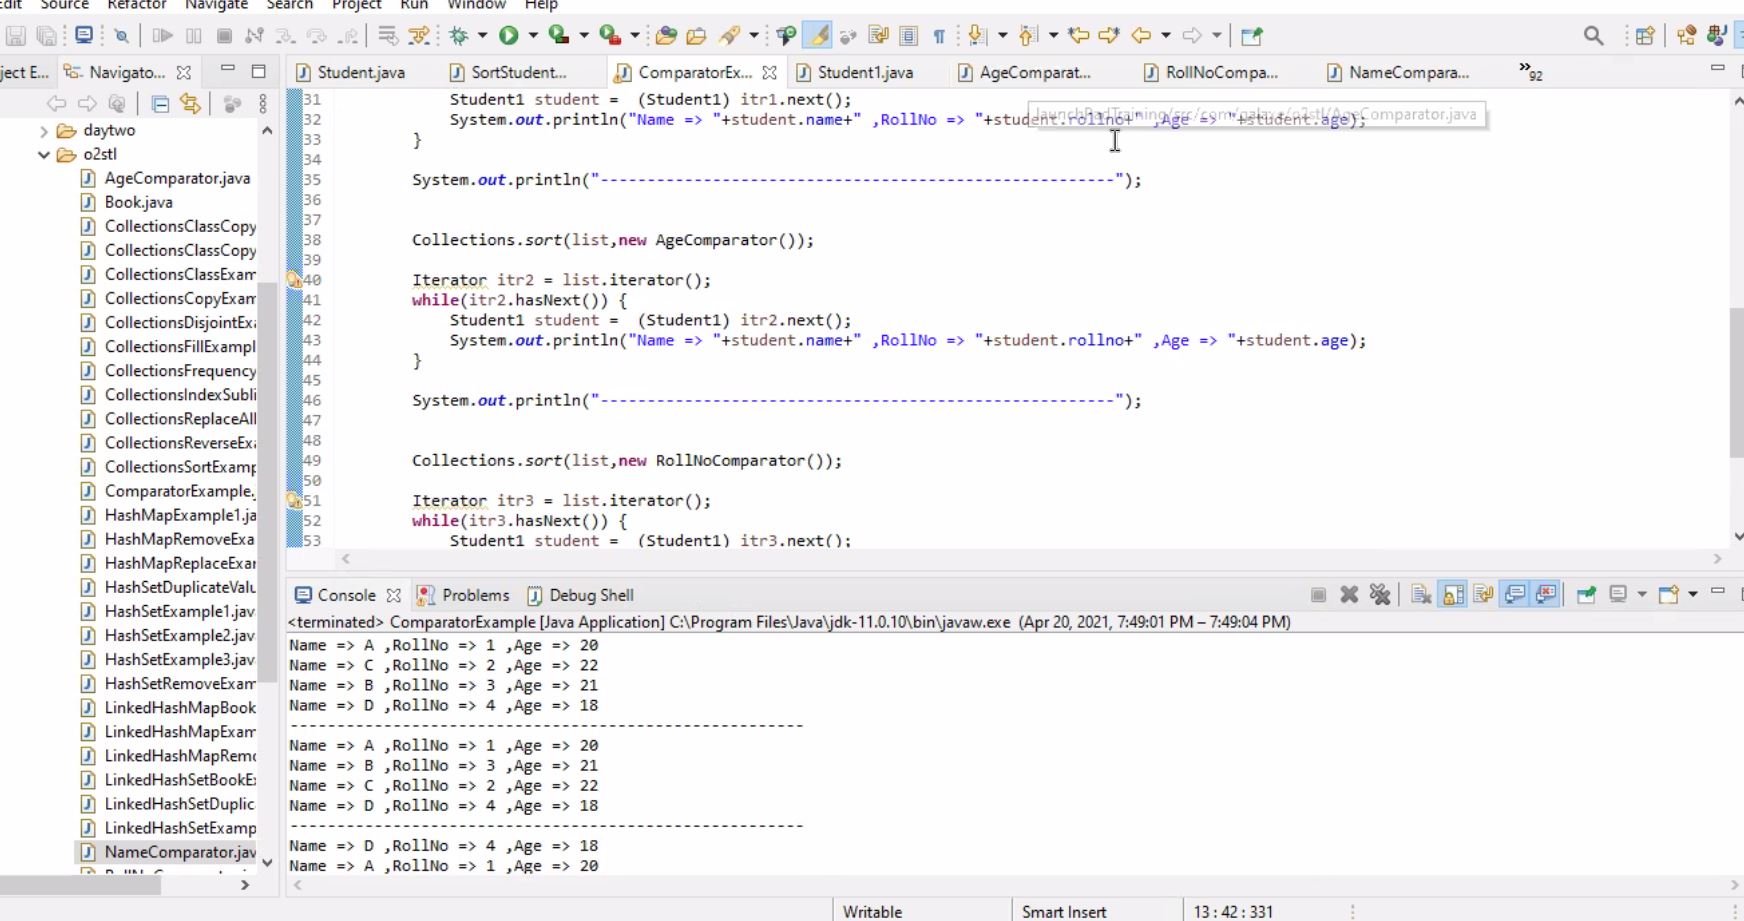 Edit Source Refactor Navigate Search Project Run Window Help
ject E... Navigato...
Student.java SortStudent... ComparatorEx... Student1.java AgeComparat... RollNoCompa... NameCompara... »92
daytwo
o2stl
AgeComparator.java
Book.java
CollectionsClassCopy
CollectionsClassCopy
CollectionsClassExam
CollectionsCopyExam
CollectionsDisjointExa
CollectionsFillExampl
CollectionsFrequency
CollectionsIndexSubli
CollectionsReplaceAll
CollectionsReverseExa
CollectionsSortExamp
ComparatorExample.
HashMapExample1.ja
HashMapRemoveExa
HashMapReplaceExar
HashSetDuplicateValu
HashSetExample1.java
HashSetExample2.java
HashSetExample3.java
HashSetRemoveExam
LinkedHashMapBook
LinkedHashMapExam
LinkedHashMapRemo
LinkedHashSetBookEx
LinkedHashSetDuplic
LinkedHashSetExamp
NameComparator.jav
31 Student1 student =  (Student1) itr1.next();
32 System.out.println("Name => "+student.name+" ,RollNo => "+student.rollno+" ,Age => "+student.age);
launchPadTraining/src/com/galaxe/o2stl/AgeComparator.java
33 }
34
35 System.out.println("-------------------------------------------------------");
36
37
38 Collections.sort(list,new AgeComparator());
39
40 Iterator itr2 = list.iterator();
41 while(itr2.hasNext()) {
42 Student1 student =  (Student1) itr2.next();
43 System.out.println("Name => "+student.name+" ,RollNo => "+student.rollno+" ,Age => "+student.age);
44 }
45
46 System.out.println("-------------------------------------------------------");
47
48
49 Collections.sort(list,new RollNoComparator());
50
51 Iterator itr3 = list.iterator();
52 while(itr3.hasNext()) {
53 Student1 student =  (Student1) itr3.next();
Console Problems Debug Shell
<terminated> ComparatorExample [Java Application] C:\Program Files\Java\jdk-11.0.10\bin\javaw.exe (Apr 20, 2021, 7:49:01 PM – 7:49:04 PM)
Name => A ,RollNo => 1 ,Age => 20
Name => C ,RollNo => 2 ,Age => 22
Name => B ,RollNo => 3 ,Age => 21
Name => D ,RollNo => 4 ,Age => 18
-------------------------------------------------------
Name => A ,RollNo => 1 ,Age => 20
Name => B ,RollNo => 3 ,Age => 21
Name => C ,RollNo => 2 ,Age => 22
Name => D ,RollNo => 4 ,Age => 18
-------------------------------------------------------
Name => D ,RollNo => 4 ,Age => 18
Name => A ,RollNo => 1 ,Age => 20
Writable Smart Insert 13 : 42 : 331